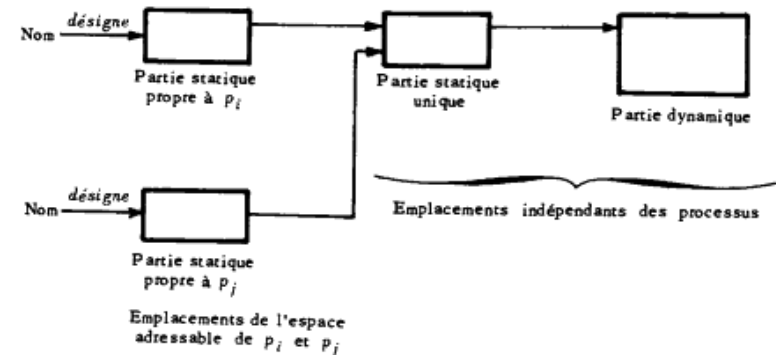 Nom
désigne
Partie statique
propre à p_i
Partie statique
unique
Partie dynamique
Emplacements indépendants des processus
Nom
désigne
Partie statique
propre à p_j
Emplacements de l'espace
adressable de p_i et p_j